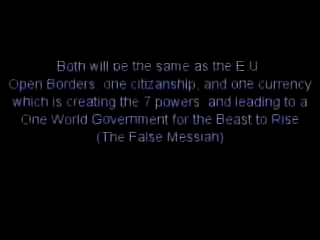 Both will be the same as the E.U
Open Borders, one citizanship, and one currency
which is creating the 7 powers and leading to a
One World Government for the Beast to Rise
(The False Messiah)